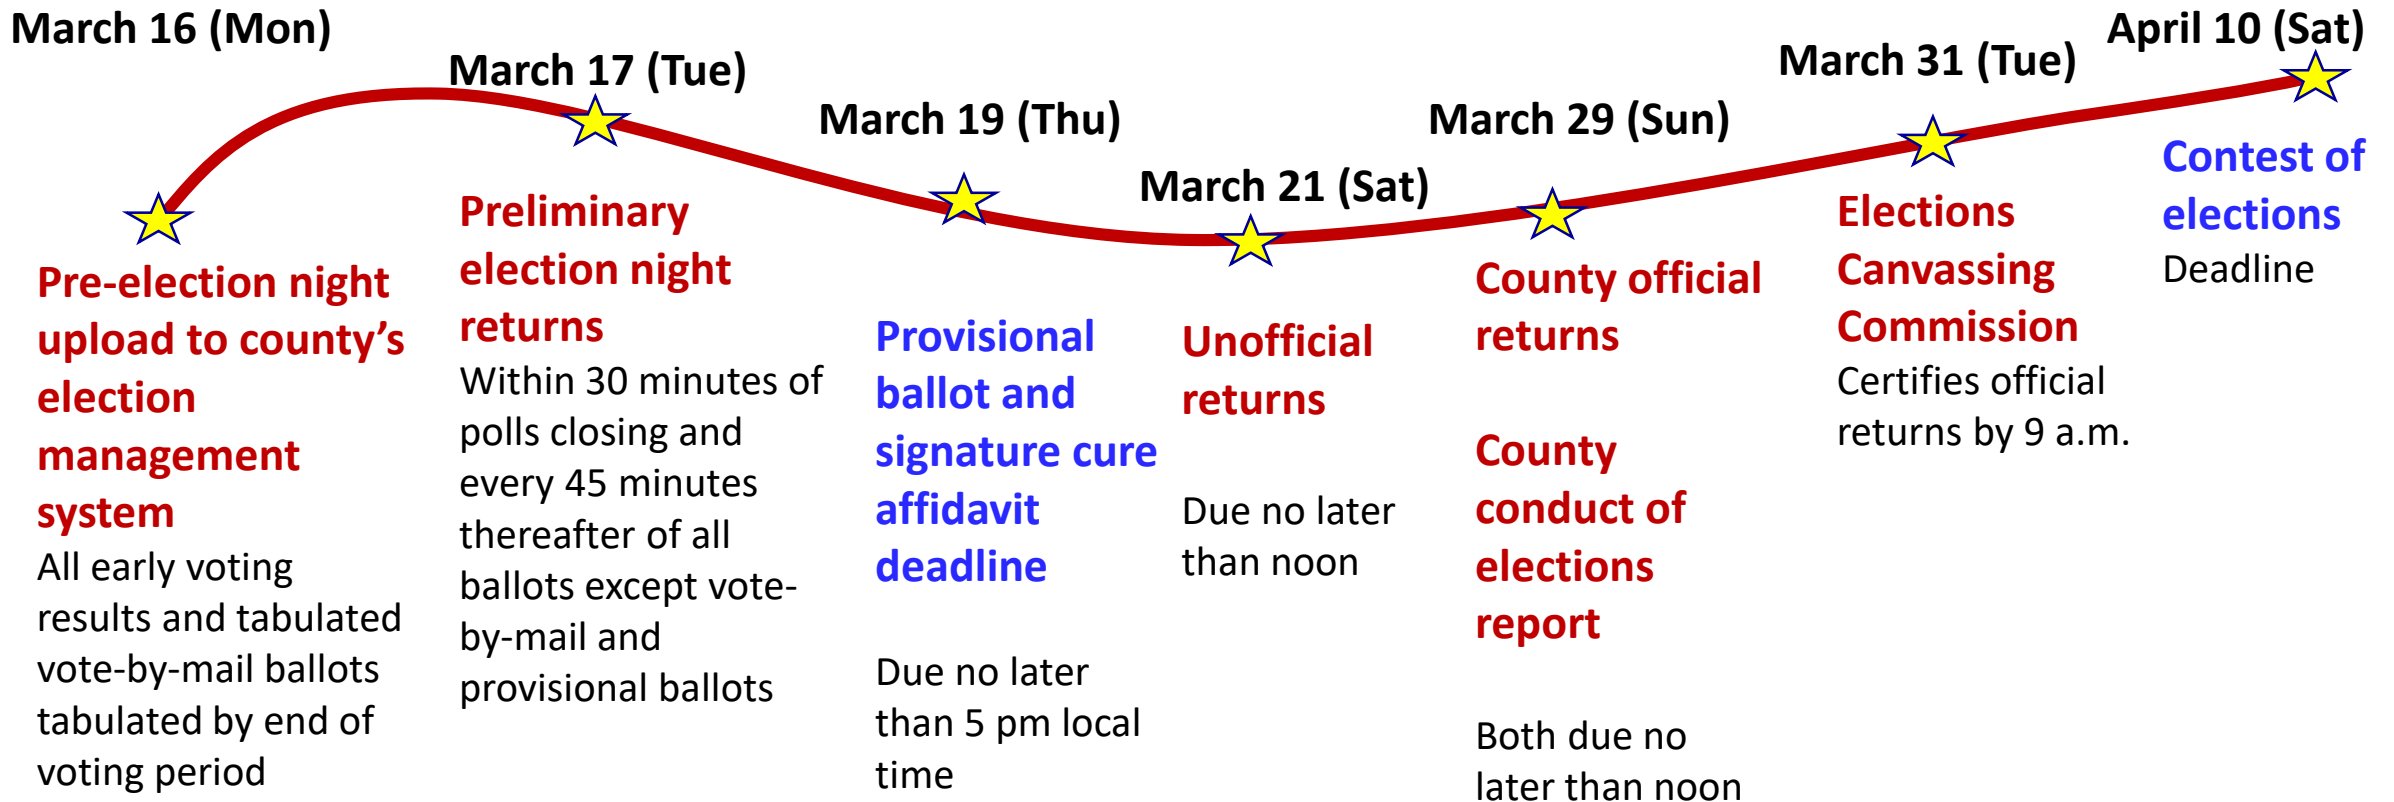 March 16 (Mon)
Pre-election night
upload to county’s
election
management
system
All early voting
results and tabulated
vote-by-mail ballots
tabulated by end of
voting period
March 17 (Tue)
Preliminary
election night
returns
Within 30 minutes of
polls closing and
every 45 minutes
thereafter of all
ballots except vote-
by-mail and
provisional ballots
March 19 (Thu)
Provisional
ballot and
signature cure
affidavit
deadline
Due no later
than 5 pm local
time
March 21 (Sat)
Unofficial
returns
Due no later
than noon
March 29 (Sun)
County official
returns
County
conduct of
elections
report
Both due no
later than noon
March 31 (Tue)
Elections
Canvassing
Commission
Certifies official
returns by 9 a.m.
April 10 (Sat)
Contest of
elections
Deadline